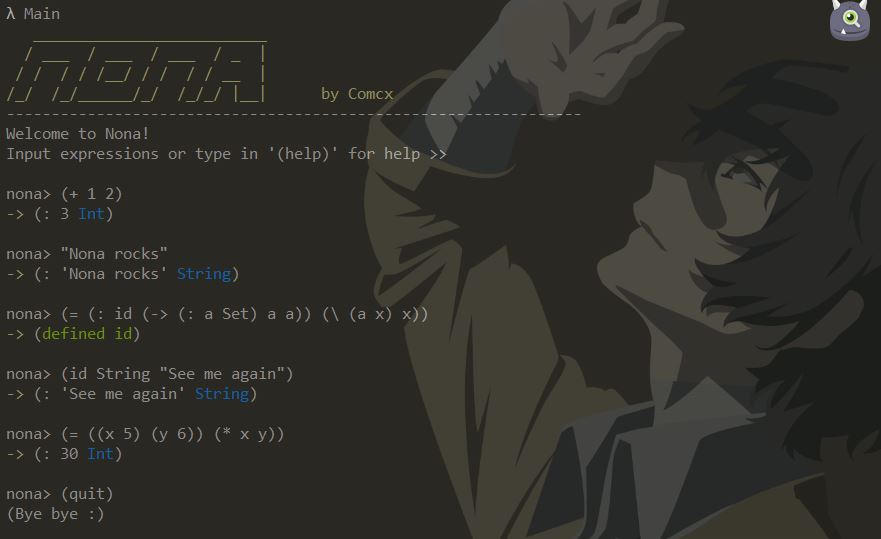 λ Main
NONA
by Comcx
------------------------------------------------------------------
Welcome to Nona!
Input expressions or type in '(help)' for help >>
nona> (+ 1 2)
-> (: 3 Int)
nona> "Nona rocks"
-> (: 'Nona rocks' String)
nona> (= (: id (-> (: a Set) a a)) (\ (a x) x))
-> (defined id)
nona> (id String "See me again")
-> (: 'See me again' String)
nona> (= ((x 5) (y 6)) (* x y))
-> (: 30 Int)
nona> (quit)
(Bye bye :)